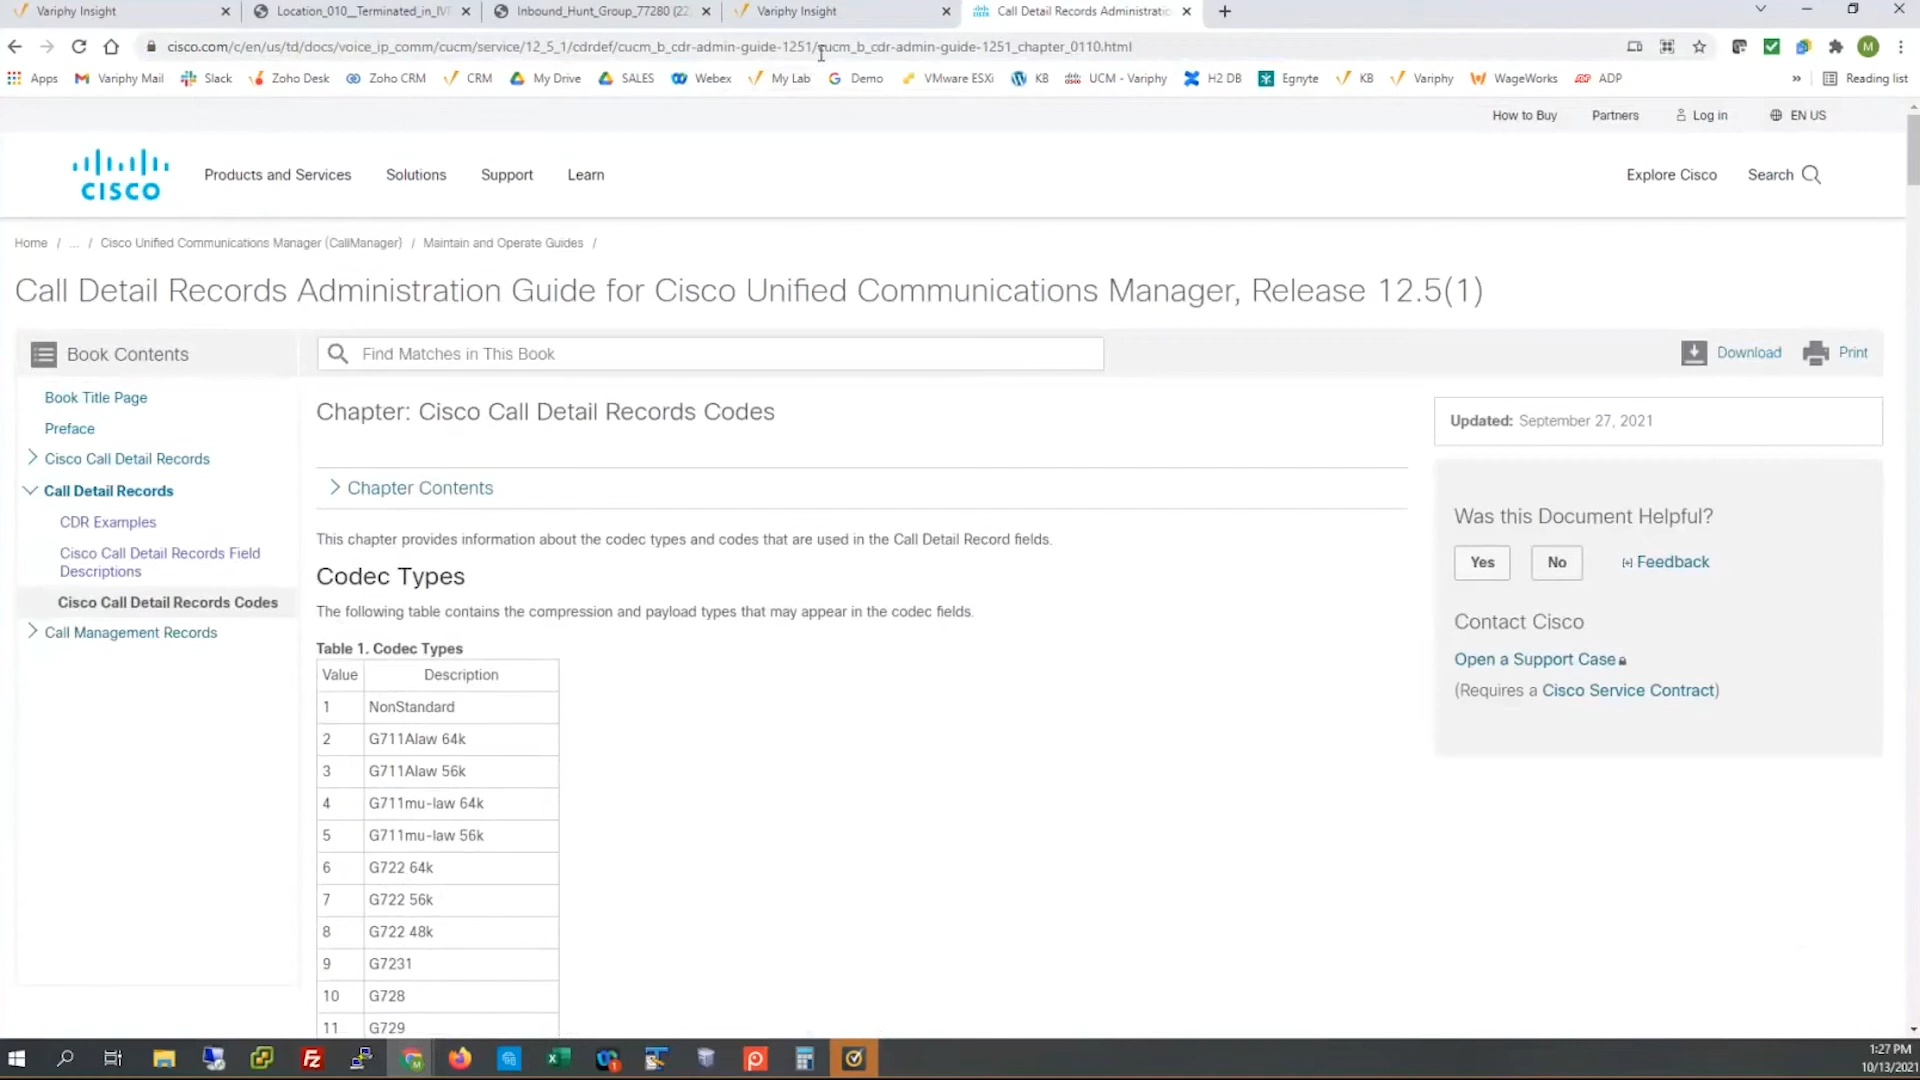 Variphy Insight
Location_010__Terminated_in_IVF
Inbound_Hunt_Group_77280 (22
Variphy Insight
Call Detail Records Administratic
cisco.com/c/en/us/td/docs/voice_ip_comm/cucm/service/12_5_1/cdrdef/cucm_b_cdr-admin-guide-1251/cucm_b_cdr-admin-guide-1251_chapter_0110.html
M
Apps
Variphy Mail
Slack
Zoho Desk
Zoho CRM
CRM
My Drive
SALES
Webex
My Lab
Demo
VMware ESXi
KB
UCM - Variphy
H2 DB
Egnyte
KB
Variphy
WageWorks
ADP
»
Reading list
How to Buy
Partners
Log in
EN US
CISCO
Products and Services
Solutions
Support
Learn
Explore Cisco
Search
Home / ... / Cisco Unified Communications Manager (CallManager) / Maintain and Operate Guides /
Call Detail Records Administration Guide for Cisco Unified Communications Manager, Release 12.5(1)
Book Contents
Find Matches in This Book
Download
Print
Book Title Page
Preface
Cisco Call Detail Records
Call Detail Records
CDR Examples
Cisco Call Detail Records Field
Descriptions
Cisco Call Detail Records Codes
Call Management Records
Chapter: Cisco Call Detail Records Codes
Chapter Contents
This chapter provides information about the codec types and codes that are used in the Call Detail Record fields.
Codec Types
The following table contains the compression and payload types that may appear in the codec fields.
Table 1. Codec Types
Value Description
1 NonStandard
2 G711Alaw 64k
3 G711Alaw 56k
4 G711mu-law 64k
5 G711mu-law 56k
6 G722 64k
7 G722 56k
8 G722 48k
9 G7231
10 G728
11 G729
Updated: September 27, 2021
Was this Document Helpful?
Yes
No
Feedback
Contact Cisco
Open a Support Case
(Requires a Cisco Service Contract)
1:27 PM
10/13/2021